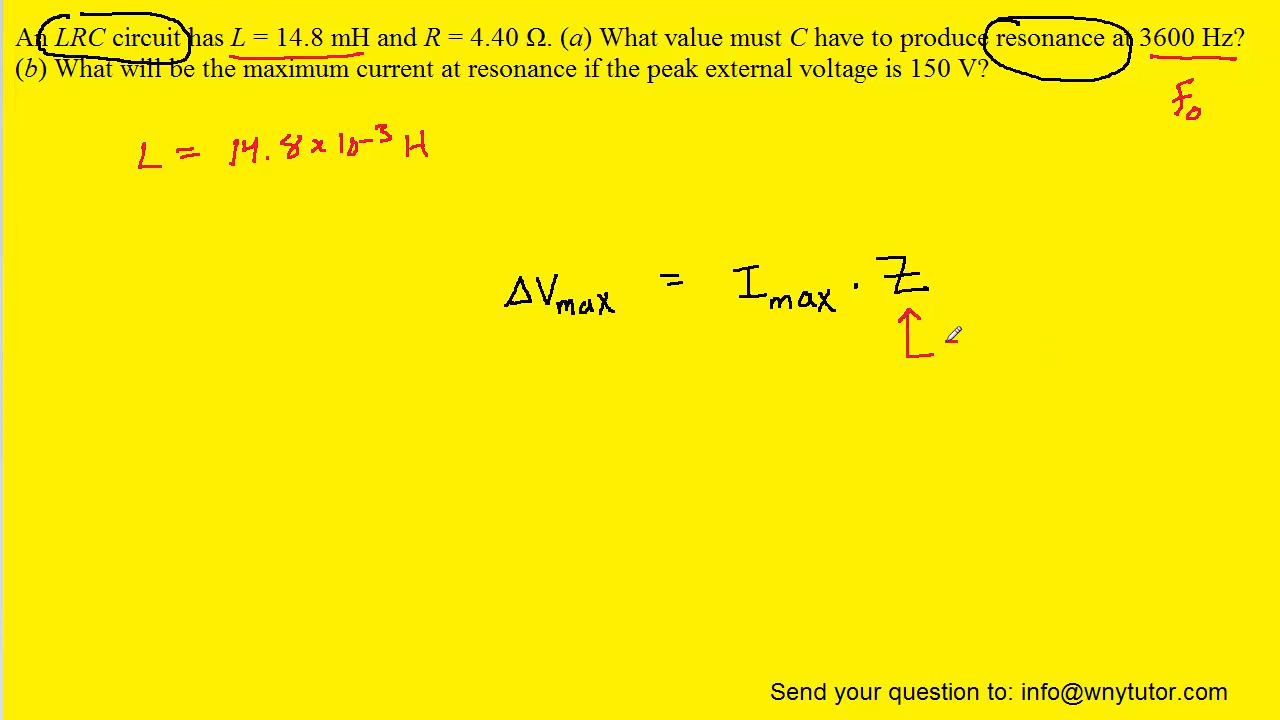 An LRC circuit has L = 14.8 mH and R = 4.40 Ω. (a) What value must C have to produce resonance at 3600 Hz?
(b) What will be the maximum current at resonance if the peak external voltage is 150 V?
f₀
L = 14.8 x 10⁻³ H
ΔVmax = Imax · Z
Send your question to: info@wnytutor.com